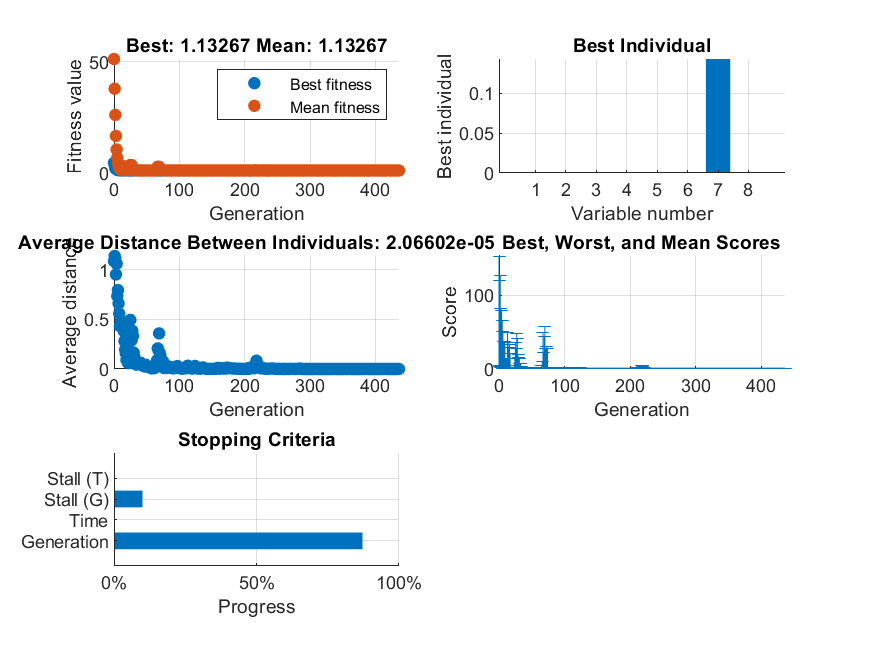 Best: 1.13267 Mean: 1.13267
Fitness value
50
0
Best fitness
Mean fitness
0 100 200 300 400
Generation
Best Individual
Best individual
0.1
0.05
0
1 2 3 4 5 6 7 8
Variable number
Average Distance Between Individuals: 2.06602e-05
Average distance
1
0.5
0
0 100 200 300 400
Generation
Best, Worst, and Mean Scores
Score
100
0
0 100 200 300 400
Generation
Stopping Criteria
Stall (T)
Stall (G)
Time
Generation
0% 50% 100%
Progress